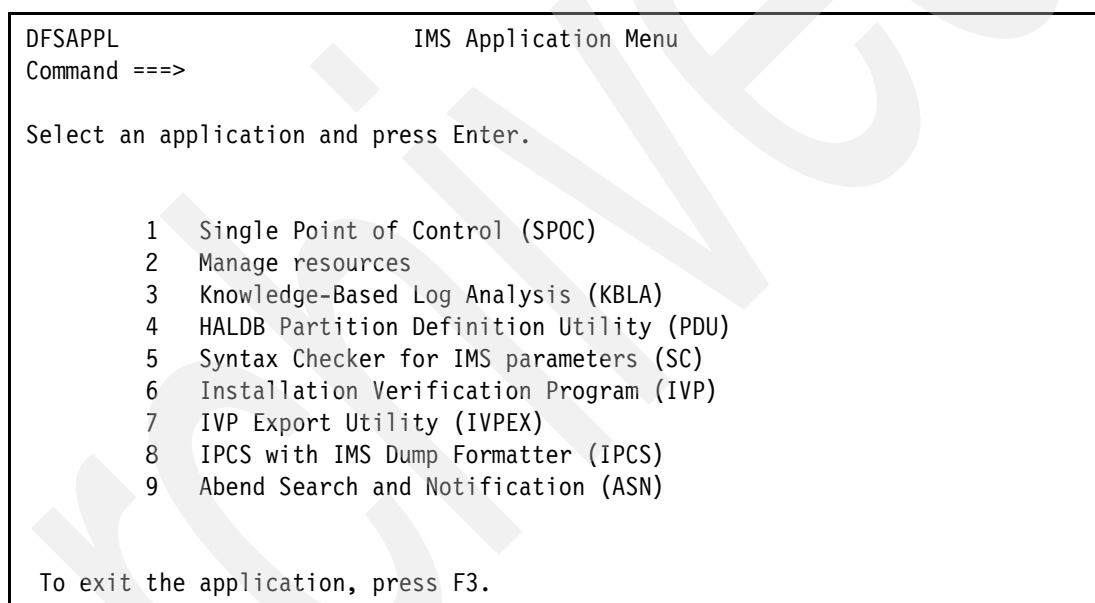 DFSAPPL IMS Application Menu
Command ===>
Select an application and press Enter.
1 Single Point of Control (SPOC)
2 Manage resources
3 Knowledge-Based Log Analysis (KBLA)
4 HALDB Partition Definition Utility (PDU)
5 Syntax Checker for IMS parameters (SC)
6 Installation Verification Program (IVP)
7 IVP Export Utility (IVPEX)
8 IPCS with IMS Dump Formatter (IPCS)
9 Abend Search and Notification (ASN)
To exit the application, press F3.